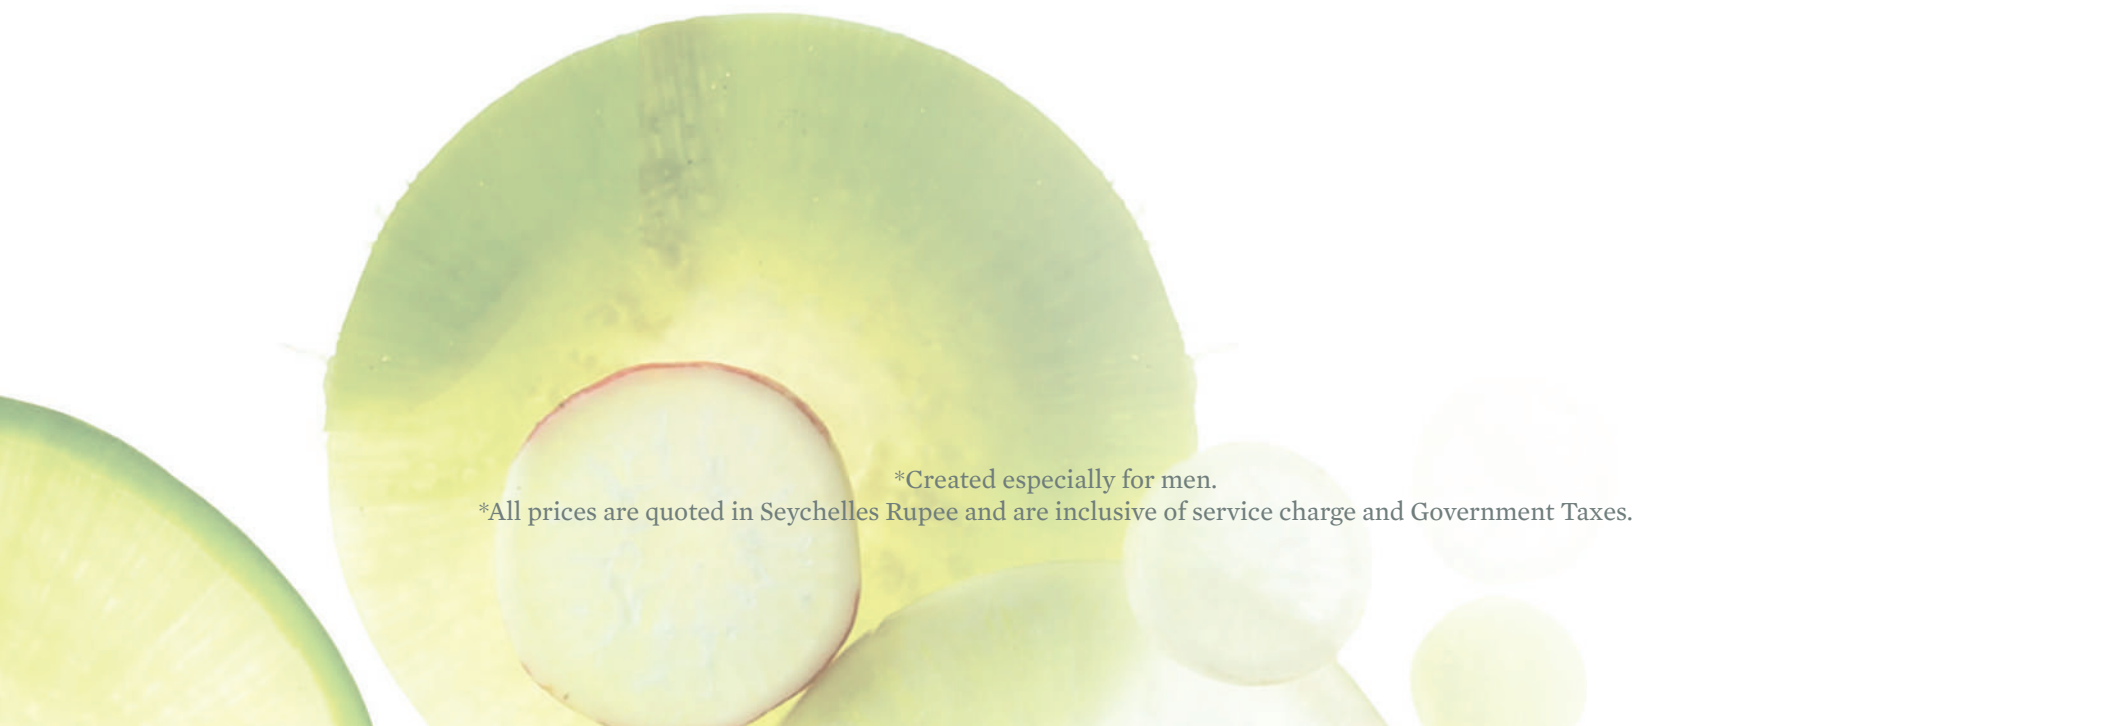 *Created especially for men.
*All prices are quoted in Seychelles Rupee and are inclusive of service charge and Government Taxes.